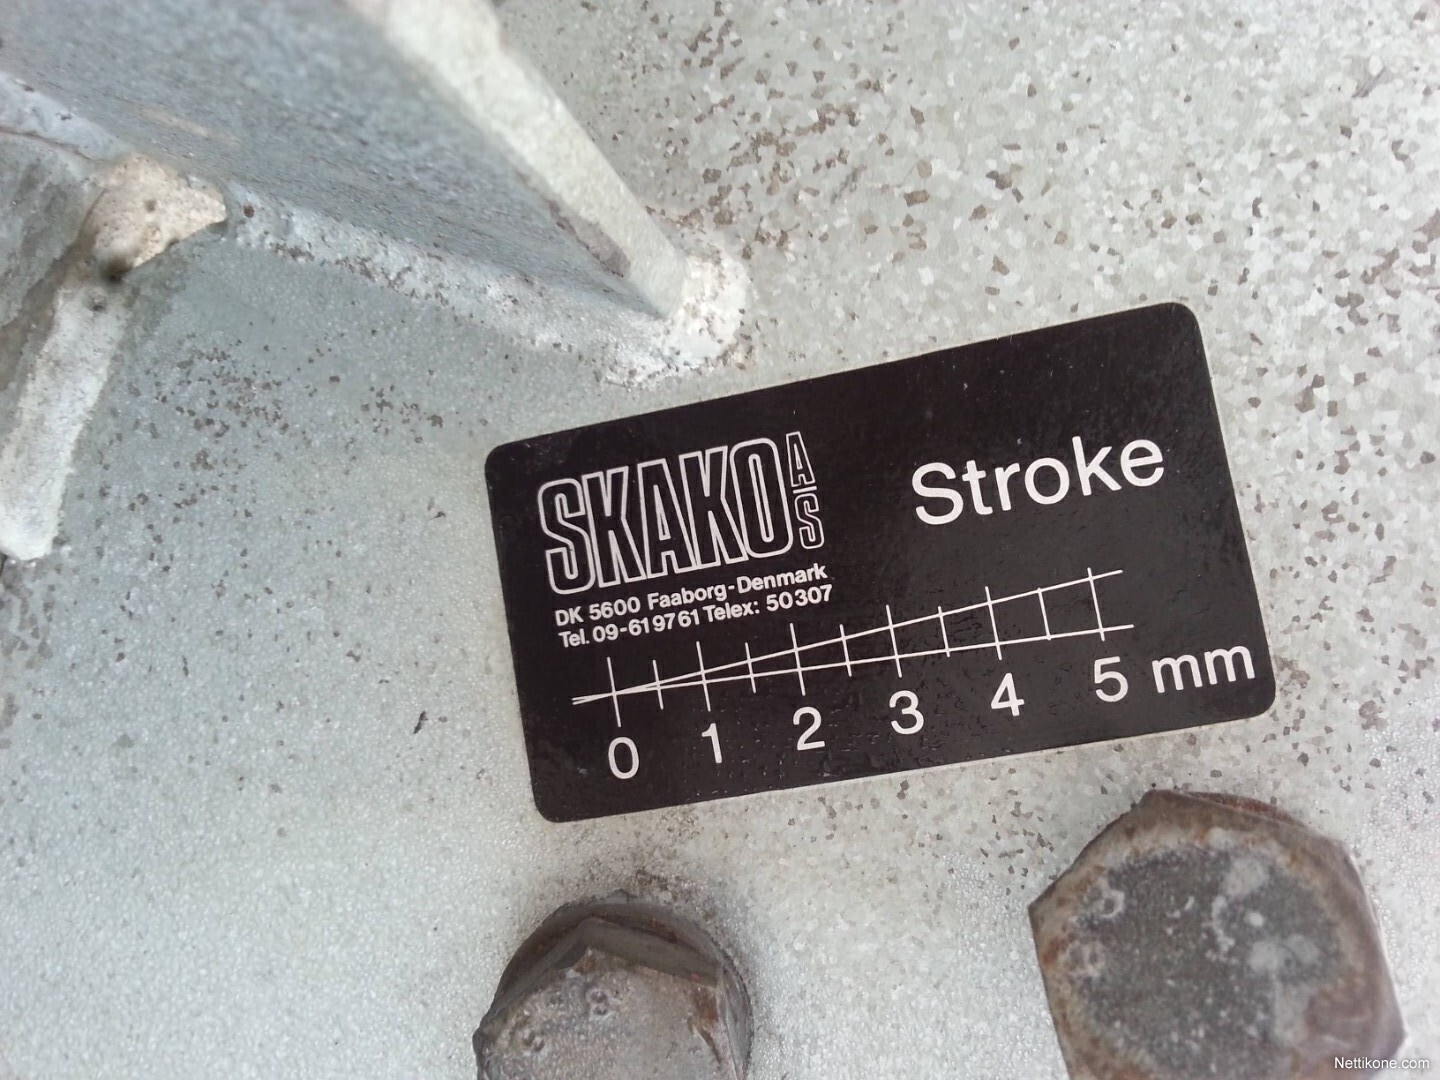 SKAKO A/S
Stroke
DK 5600 Faaborg-Denmark
Tel. 09-619761 Telex: 50307
0 1 2 3 4 5 mm
Nettikone.com